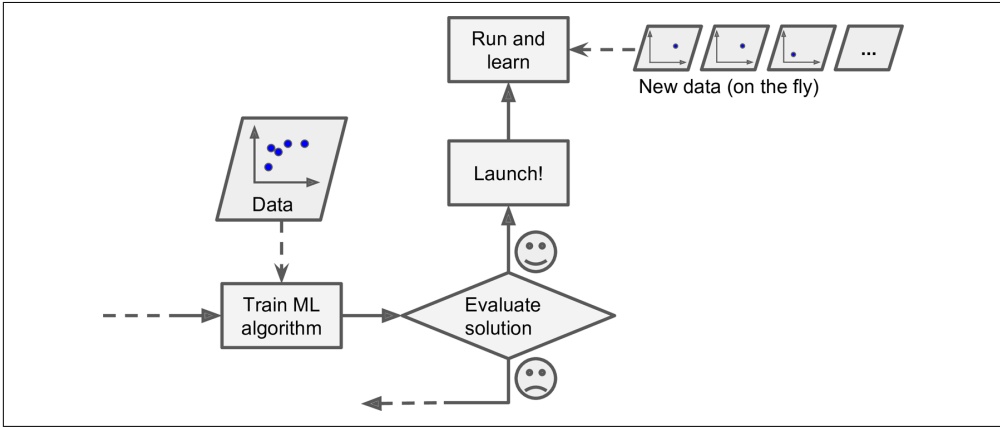 Run and
learn
...
New data (on the fly)
Launch!
Data
Train ML
algorithm
Evaluate
solution